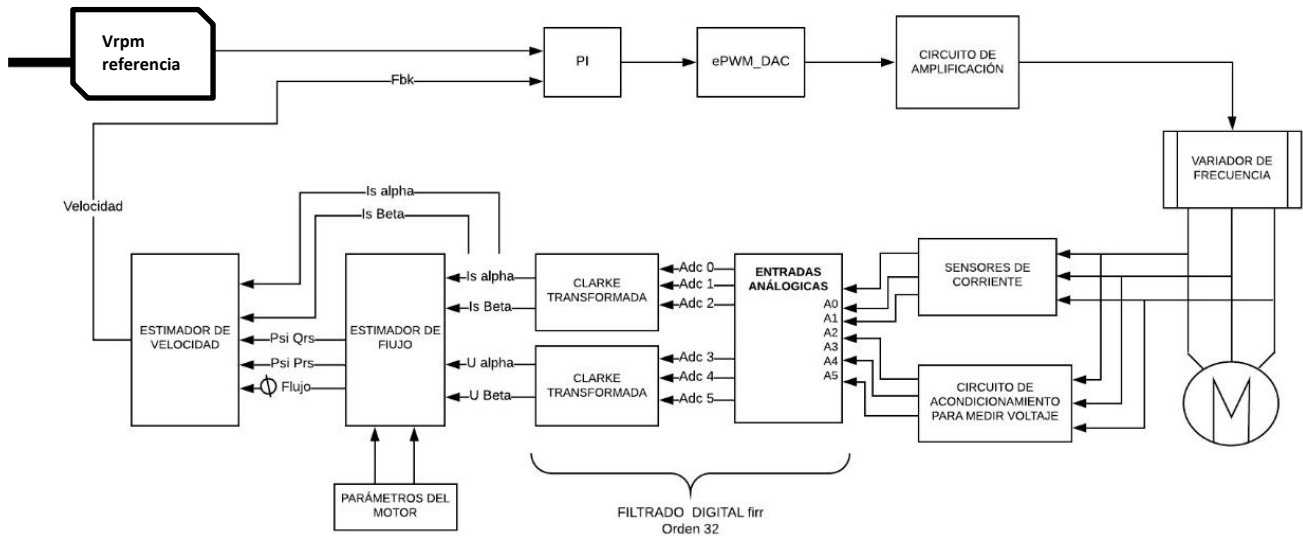 Vrpm
referencia
PI
ePWM_DAC
CIRCUITO DE
AMPLIFICACIÓN
Fbk
VARIADOR DE
FRECUENCIA
Velocidad
Is alpha
Is Beta
ESTIMADOR DE
VELOCIDAD
Psi Qrs
Psi Prs
Flujo
ESTIMADOR DE
FlUJO
Is alpha
Is Beta
U alpha
U Beta
CLARKE
TRANSFORMADA
CLARKE
TRANSFORMADA
Adc 0
Adc 1
Adc 2
Adc 3
Adc 4
Adc 5
ENTRADAS
ANÁLOGICAS
A0
A1
A2
A3
A4
A5
SENSORES DE
CORRIENTE
CIRCUITO DE
ACONDICIONAMIENTO
PARA MEDIR VOLTAJE
M
PARÁMETROS DEL
MOTOR
FILTRADO DIGITAL firr
Orden 32